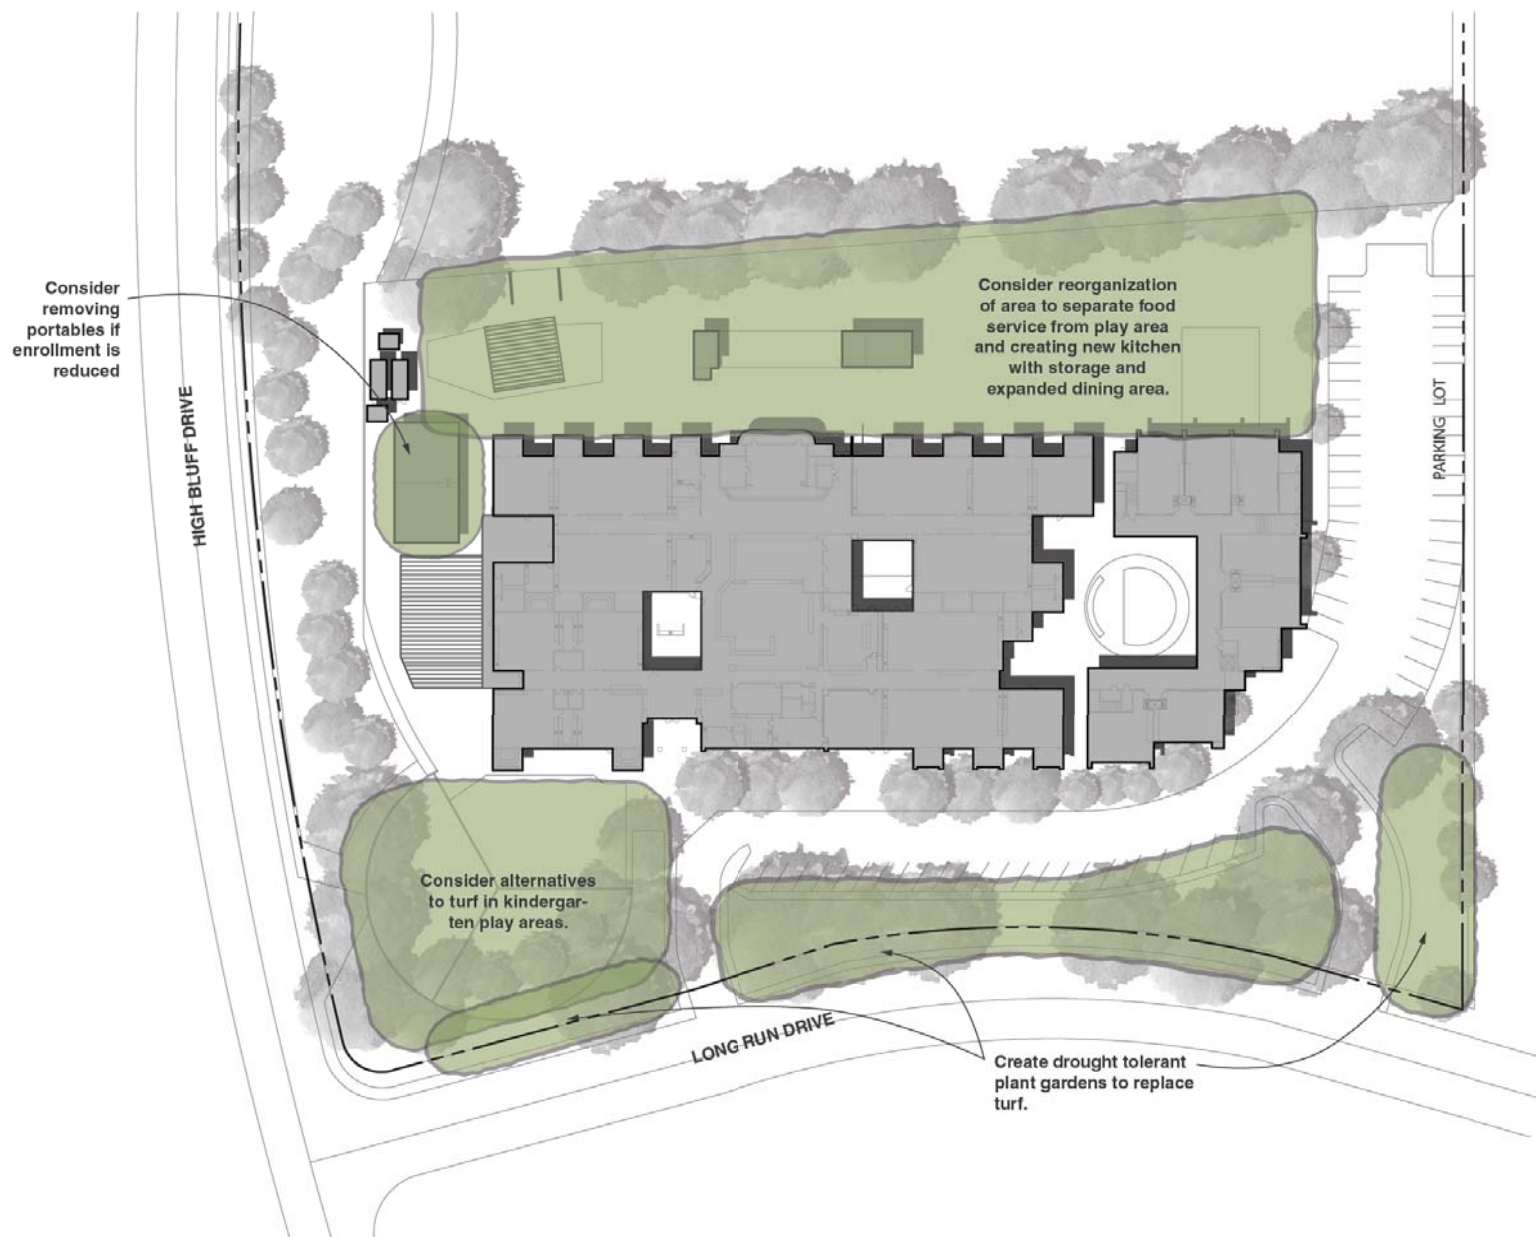 Consider
removing
portables if
enrollment is
reduced
Consider reorganization
of area to separate food
service from play area
and creating new kitchen
with storage and
expanded dining area.
HIGH BLUFF DRIVE
PARKING LOT
Consider alternatives
to turf in kindergar-
ten play areas.
LONG RUN DRIVE
Create drought tolerant
plant gardens to replace
turf.